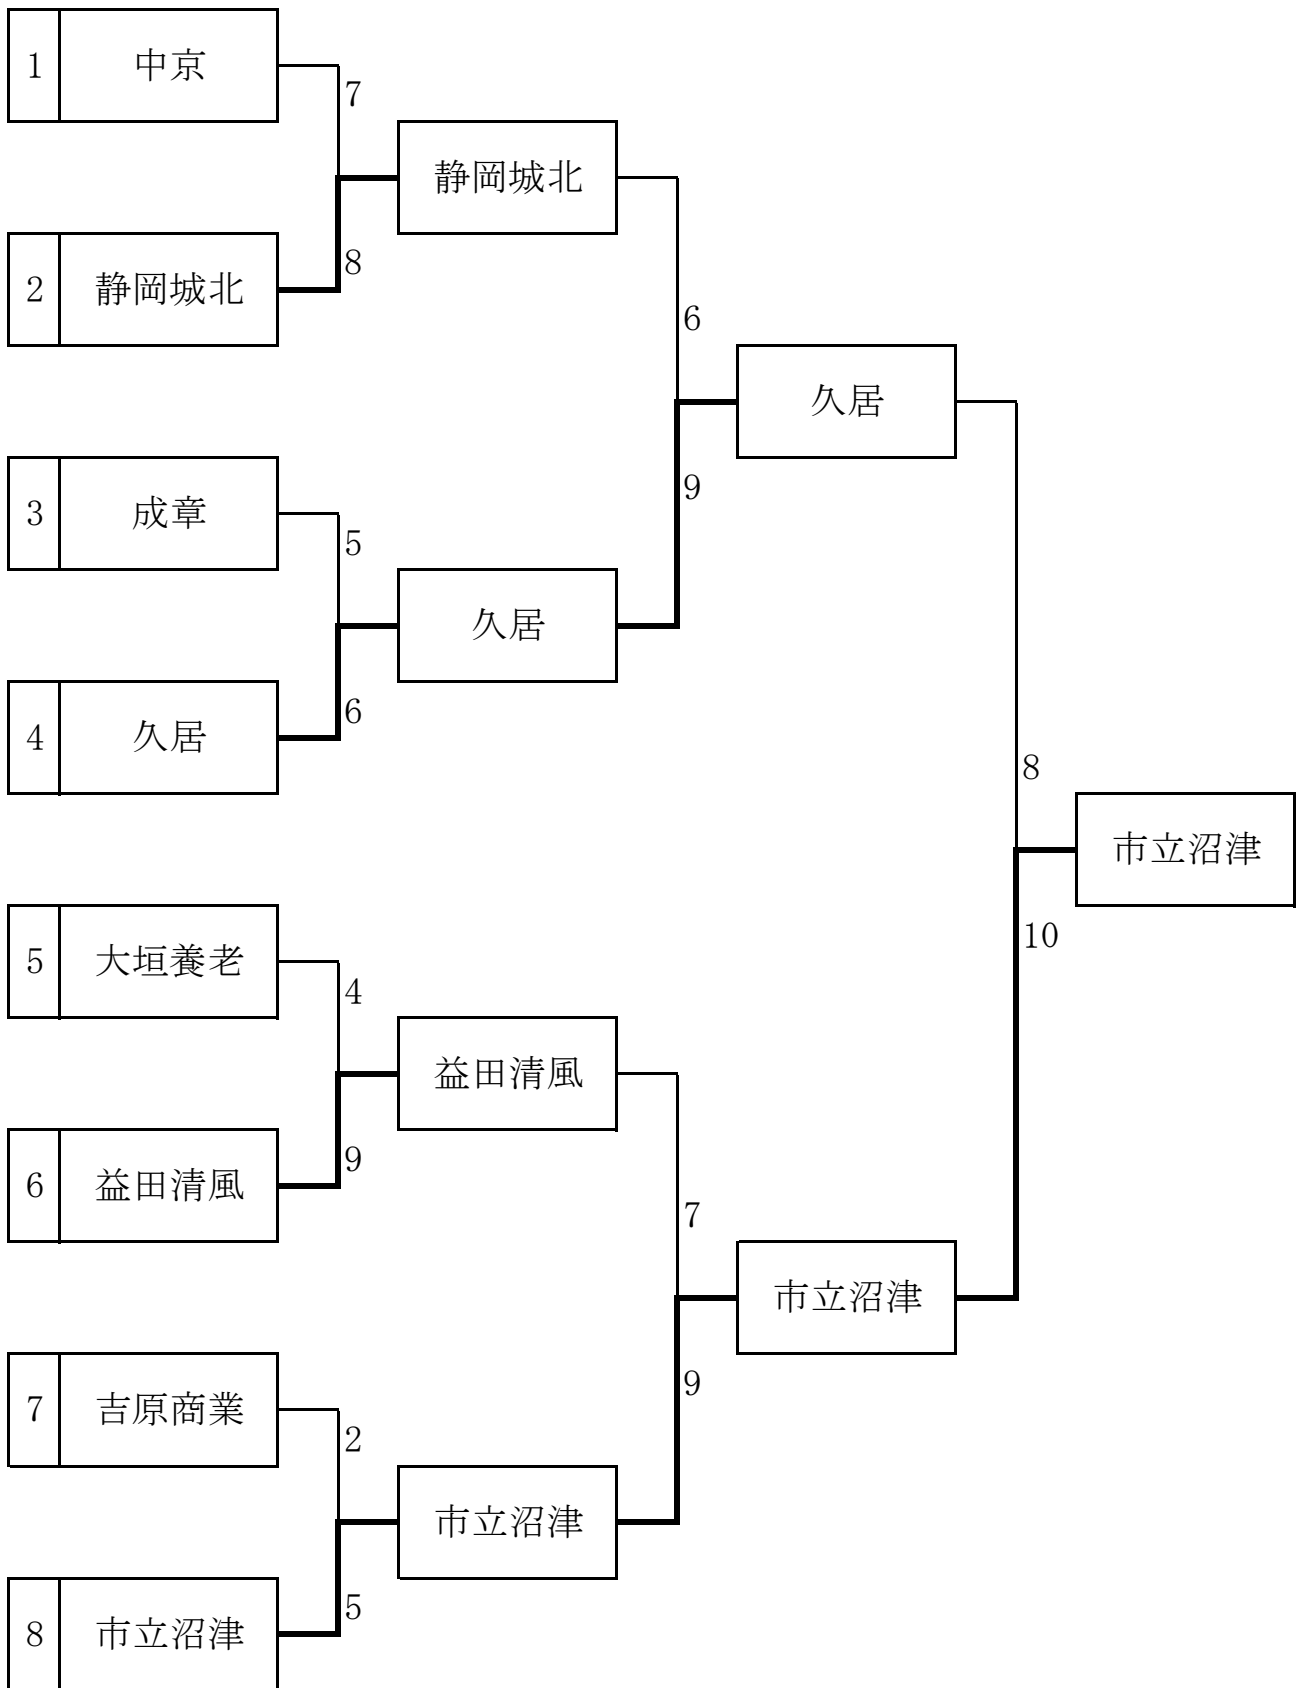 1 中京
7
静岡城北
2 静岡城北
8
6
久居
3 成章
5
9
久居
4 久居
6
8
市立沼津
5 大垣養老
4
10
益田清風
6 益田清風
9
7
市立沼津
7 吉原商業
2
9
市立沼津
8 市立沼津
5